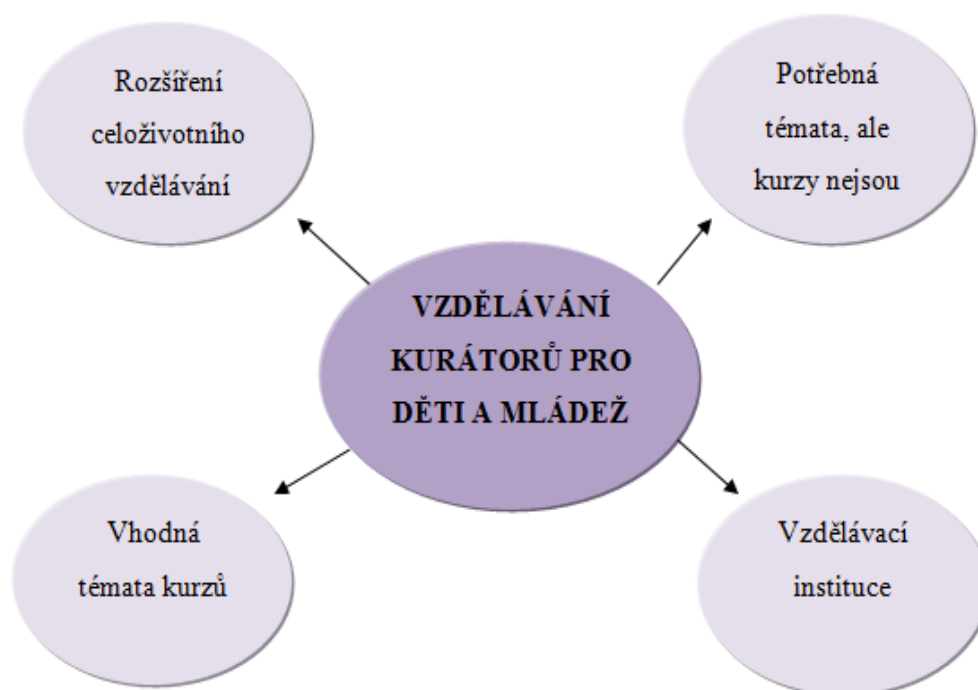 Rozšíření
celoživotního
vzdělávání
Potřebná
témata, ale
kurzy nejsou
VZDĚLÁVÁNÍ
KURÁTORŮ PRO
DĚTI A MLÁDEŽ
Vhodná
témata kurzů
Vzdělávací
instituce